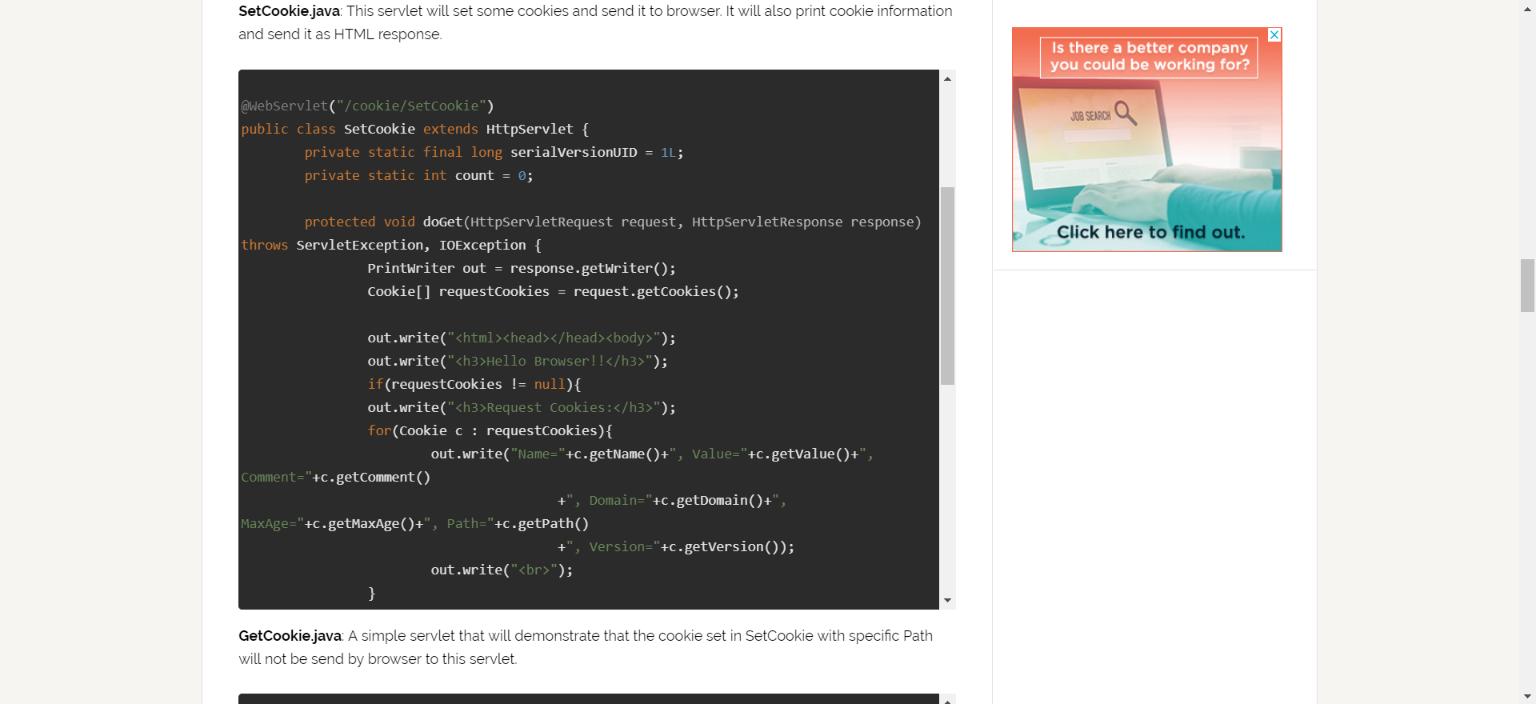 SetCookie.java: This servlet will set some cookies and send it to browser. It will also print cookie information
and send it as HTML response.
@WebServlet("/cookie/SetCookie")
public class SetCookie extends HttpServlet {
private static final long serialVersionUID = 1L;
private static int count = 0;
protected void doGet(HttpServletRequest request, HttpServletResponse response)
throws ServletException, IOException {
PrintWriter out = response.getWriter();
Cookie[] requestCookies = request.getCookies();
out.write("<html><head></head><body>");
out.write("<h3>Hello Browser!!</h3>");
if(requestCookies != null){
out.write("<h3>Request Cookies:</h3>");
for(Cookie c : requestCookies){
out.write("Name="+c.getName()+", Value="+c.getValue()+",
Comment="+c.getComment()
+", Domain="+c.getDomain()+",
MaxAge="+c.getMaxAge()+", Path="+c.getPath()
+", Version="+c.getVersion());
out.write("<br>");
}
GetCookie.java: A simple servlet that will demonstrate that the cookie set in SetCookie with specific Path
will not be send by browser to this servlet.
Is there a better company
you could be working for?
JOB SEARCH
Click here to find out.